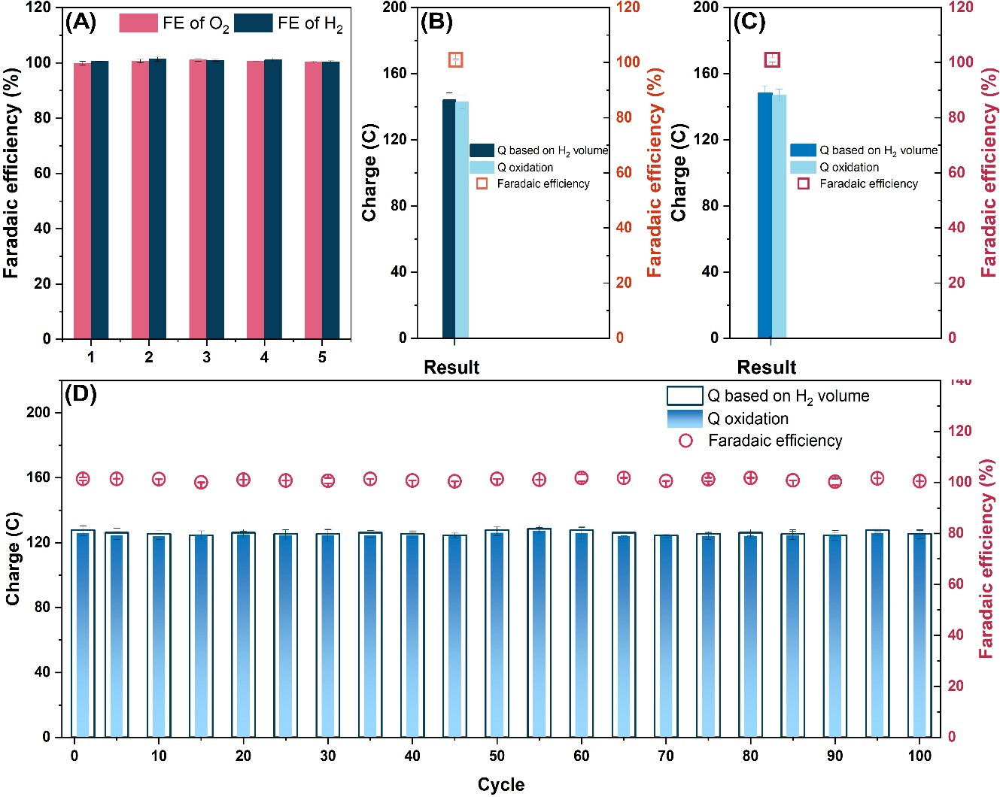 (A)
FE of O2
FE of H2
Faradaic efficiency (%)
120
100
80
60
40
20
0
1 2 3 4 5
(B)
Charge (C)
200
160
120
80
40
0
Q based on H2 volume
Q oxidation
Faradaic efficiency
Result
120
100
80
60
40
20
0
Faradaic efficiency (%)
(C)
Charge (C)
200
160
120
80
40
0
Q based on H2 volume
Q oxidation
Faradaic efficiency
Result
120
100
80
60
40
20
0
Faradaic efficiency (%)
(D)
Q based on H2 volume
Q oxidation
Faradaic efficiency
Charge (C)
200
160
120
80
40
0
0 10 20 30 40 50 60 70 80 90 100
Cycle
140
120
100
80
60
40
20
0
Faradaic efficiency (%)